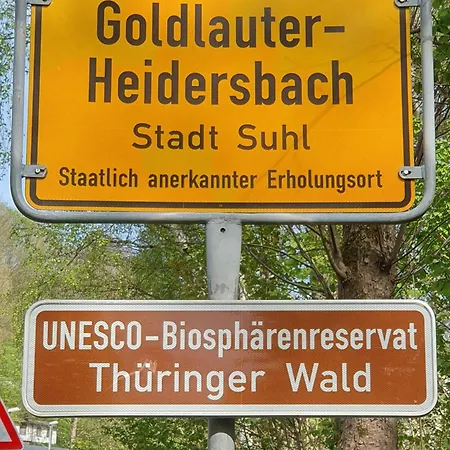 Goldlauter-
Heidersbach
Stadt Suhl
Staatlich anerkannter Erholungsort
UNESCO-Biosphärenreservat
Thüringer Wald